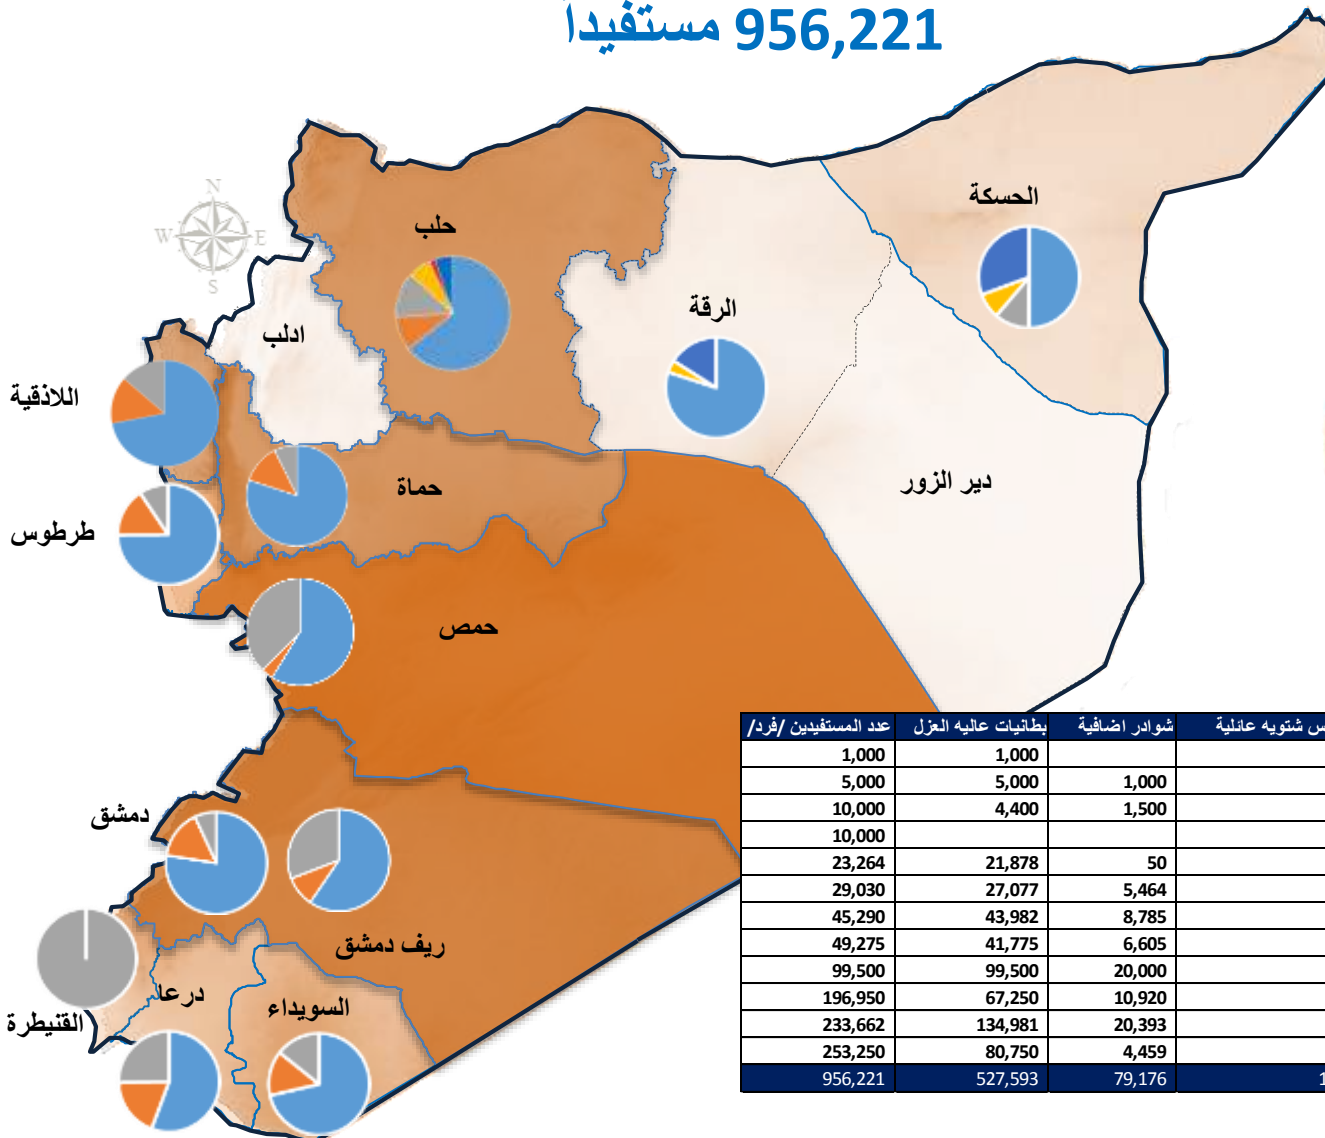 956,221 مستفيداً
N
W E
S
الحسكة
حلب
الرقة
ادلب
اللاذقية
دير الزور
حماة
طرطوس
حمص
س شتويه عائلية شوادر اضافية بطانيات عاليه العزل عدد المستفيدين /فرد/
1,000 1,000
1,000 5,000 5,000
1,500 4,400 10,000
10,000
50 21,878 23,264
5,464 27,077 29,030
8,785 43,982 45,290
6,605 41,775 49,275
20,000 99,500 99,500
10,920 67,250 196,950
20,393 134,981 233,662
4,459 80,750 253,250
1 79,176 527,593 956,221
دمشق
ريف دمشق
درعا
السويداء
القنيطرة